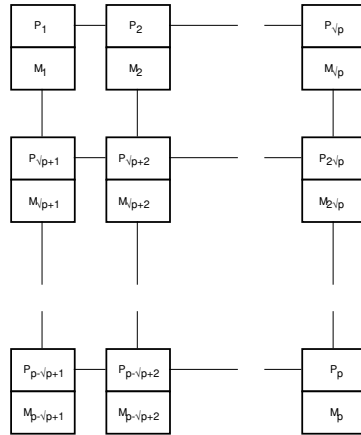 P₁ P₂ P√p
M₁ M₂ M√p
P√p+1 P√p+2 P2√p
M√p+1 M√p+2 M2√p
Pp-√p+1 Pp-√p+2 Pp
Mp-√p+1 Mp-√p+2 Mp